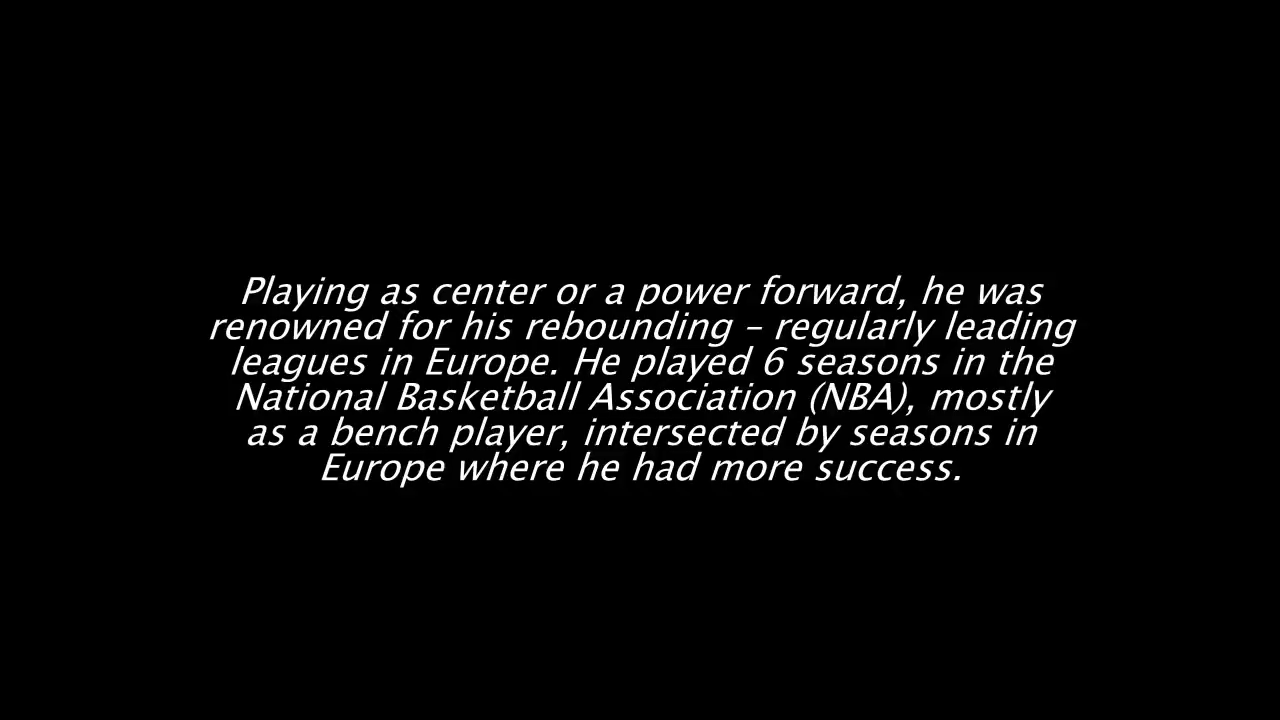 Playing as center or a power forward, he was
renowned for his rebounding – regularly leading
leagues in Europe. He played 6 seasons in the
National Basketball Association (NBA), mostly
as a bench player, intersected by seasons in
Europe where he had more success.